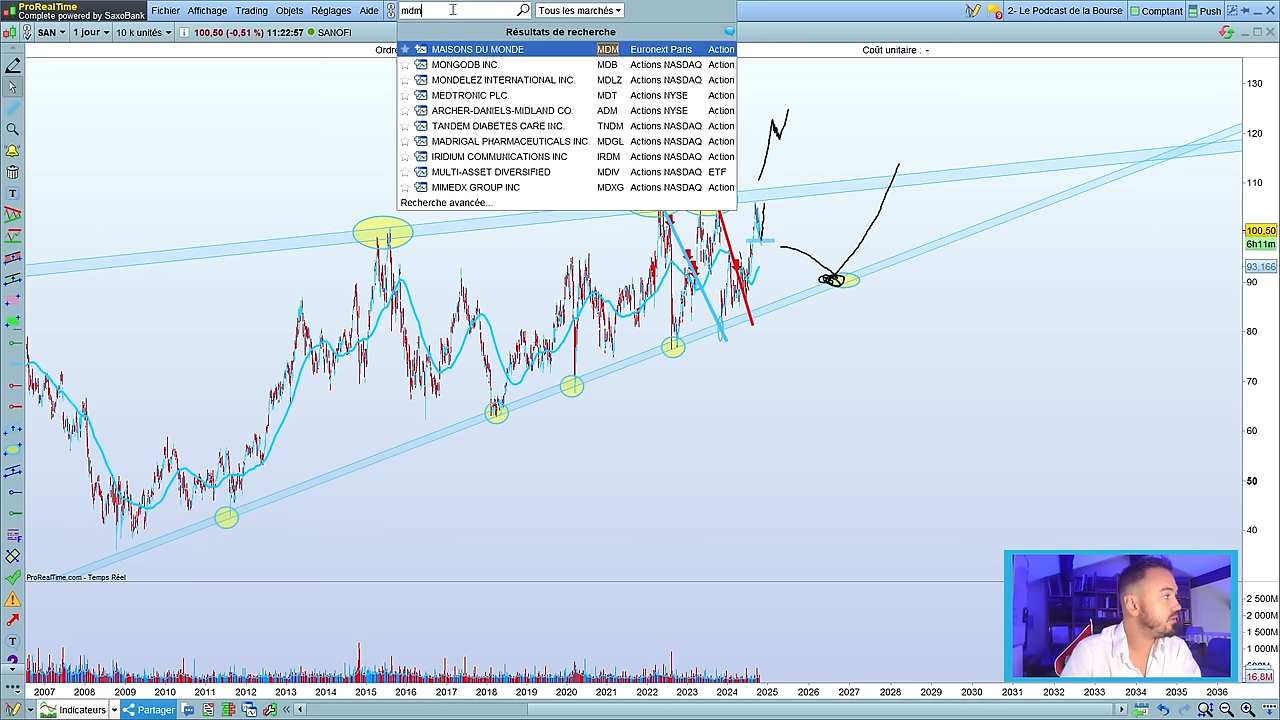 ProRealTime
Complete powered by SaxoBank
Fichier Affichage Trading Objets Réglages Aide
mdm
Tous les marchés
2- Le Podcast de la Bourse
Comptant
Push
SAN
1 jour
10 k unités
100,50 (-0,51 %) 11:22:57
SANOFI
Coût unitaire : -
Résultats de recherche
MAISONS DU MONDE MDM Euronext Paris Action
MONGODB INC. MDB Actions NASDAQ Action
MONDELEZ INTERNATIONAL INC. MDLZ Actions NASDAQ Action
MEDTRONIC PLC. MDT Actions NYSE Action
ARCHER-DANIELS-MIDLAND CO. ADM Actions NYSE Action
TANDEM DIABETES CARE INC. TNDM Actions NASDAQ Action
MADRIGAL PHARMACEUTICALS INC. MDGL Actions NASDAQ Action
IRIDIUM COMMUNICATIONS INC IRDM Actions NASDAQ Action
MULTI-ASSET DIVERSIFIED MDIV Actions NASDAQ ETF
MIMEDX GROUP INC MDXG Actions NASDAQ Action
Recherche avancée...
130
120
110
100,50
6h11m
93,166
90
80
70
60
50
40
ProRealTime.com - Temps Réel
2 500M
2 000M
1 500M
1 000M
16,8M
2007 2008 2009 2010 2011 2012 2013 2014 2015 2016 2017 2018 2019 2020 2021 2022 2023 2024 2025 2026 2027 2028 2029 2030 2031 2032 2033 2034 2035 2036
Indicateurs
Partager